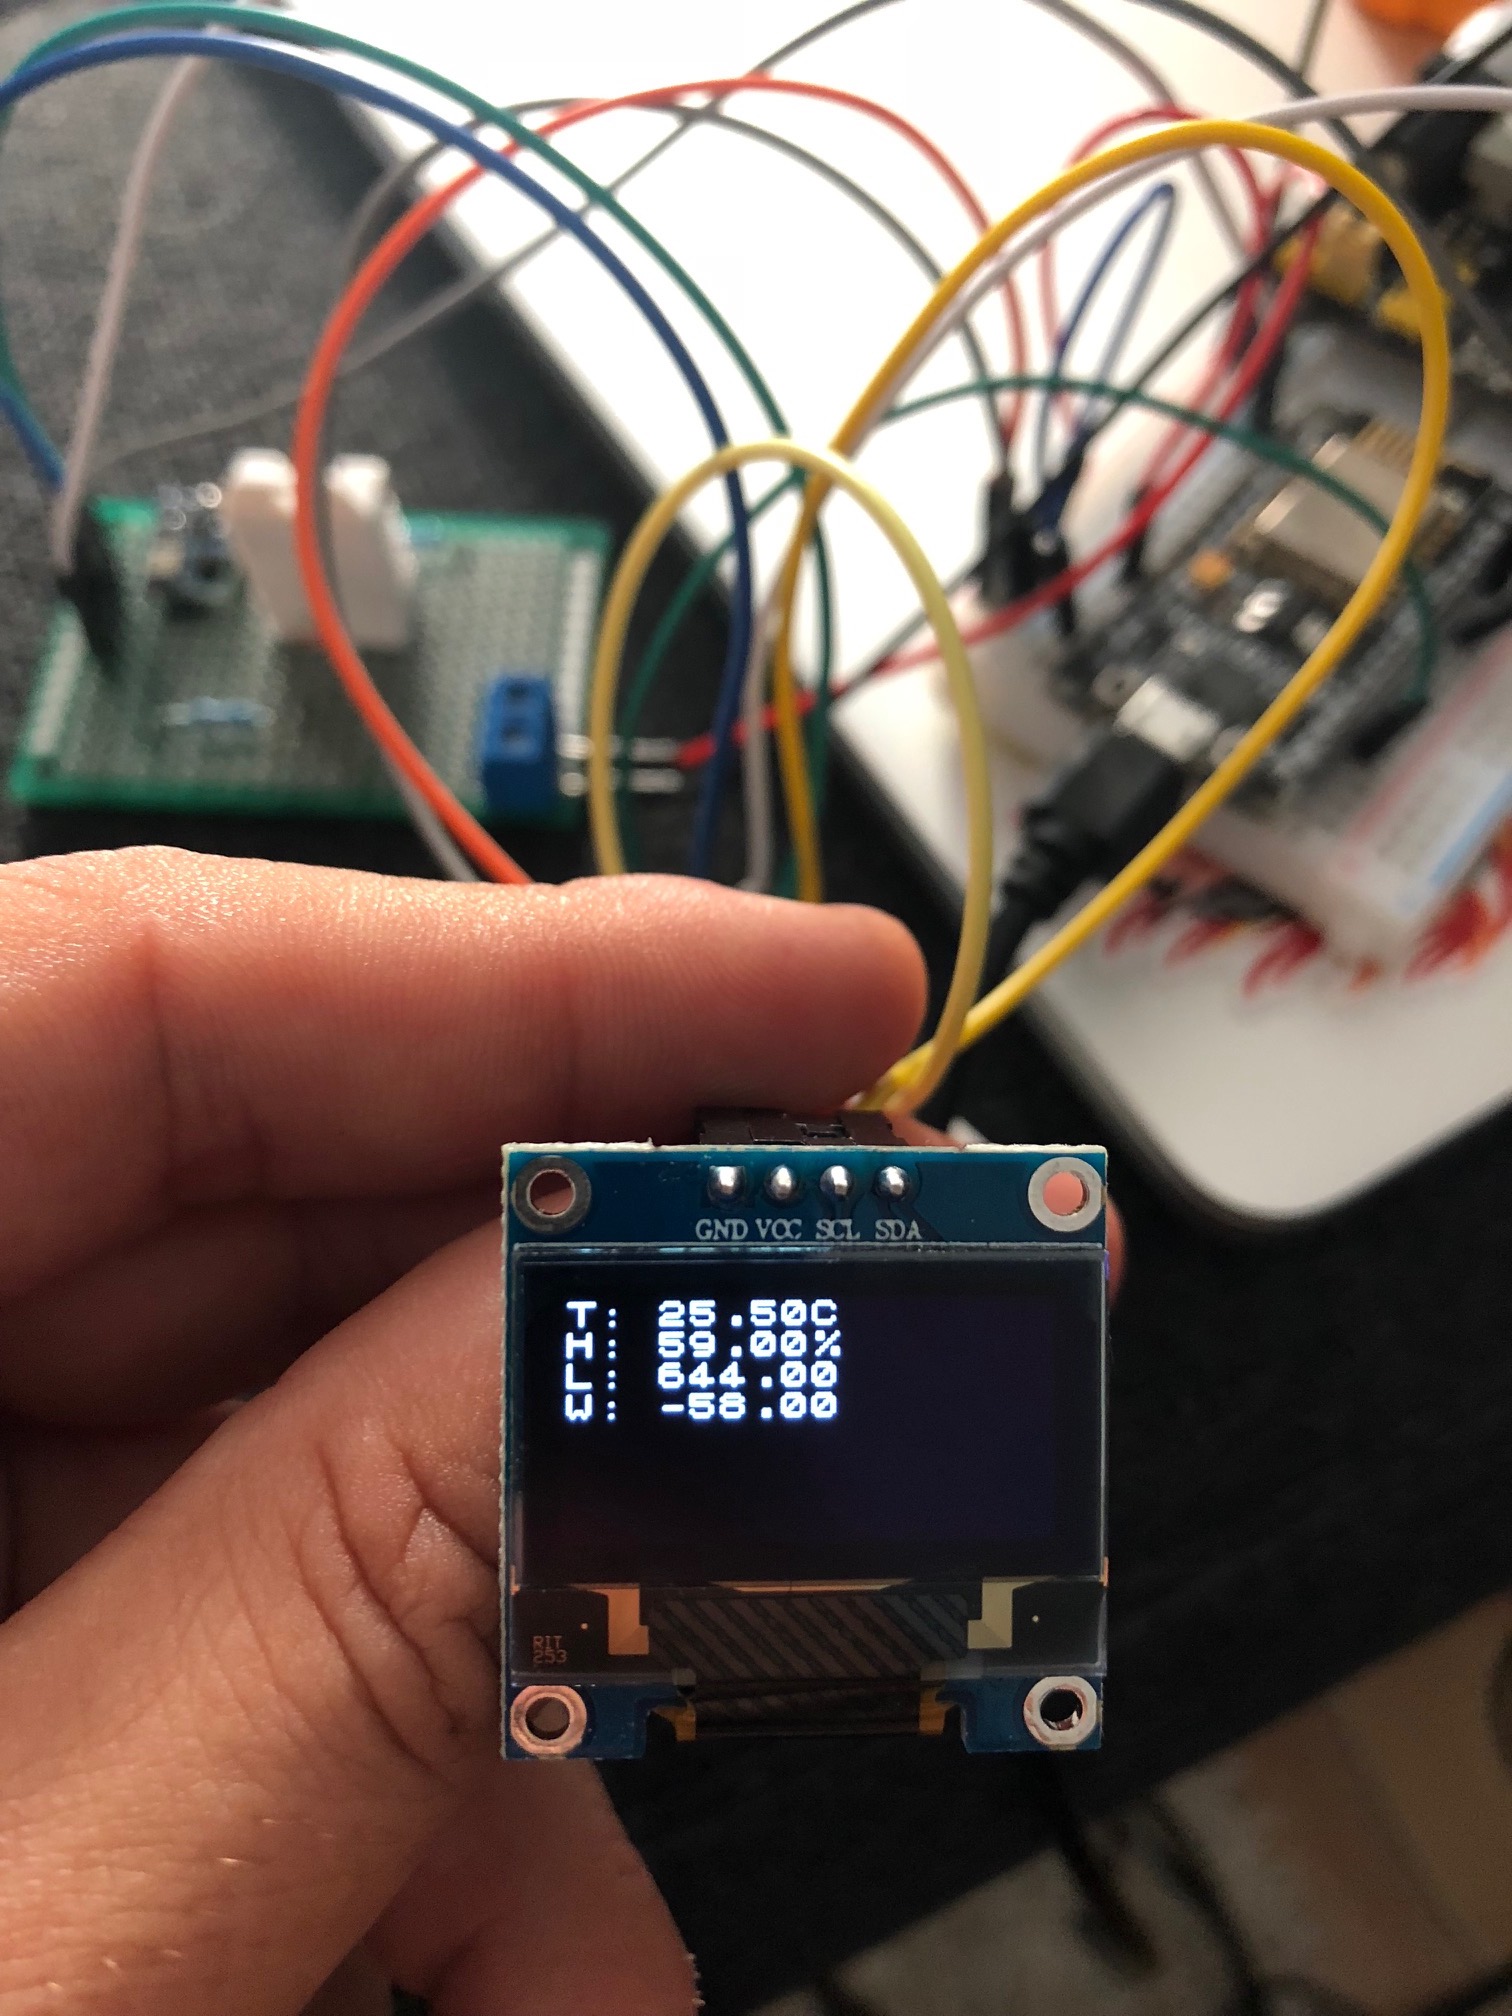 GND VCC SCL SDA
T: 25.50C
H: 59.00%
L: 644.00
W: -58.00
RIT
253